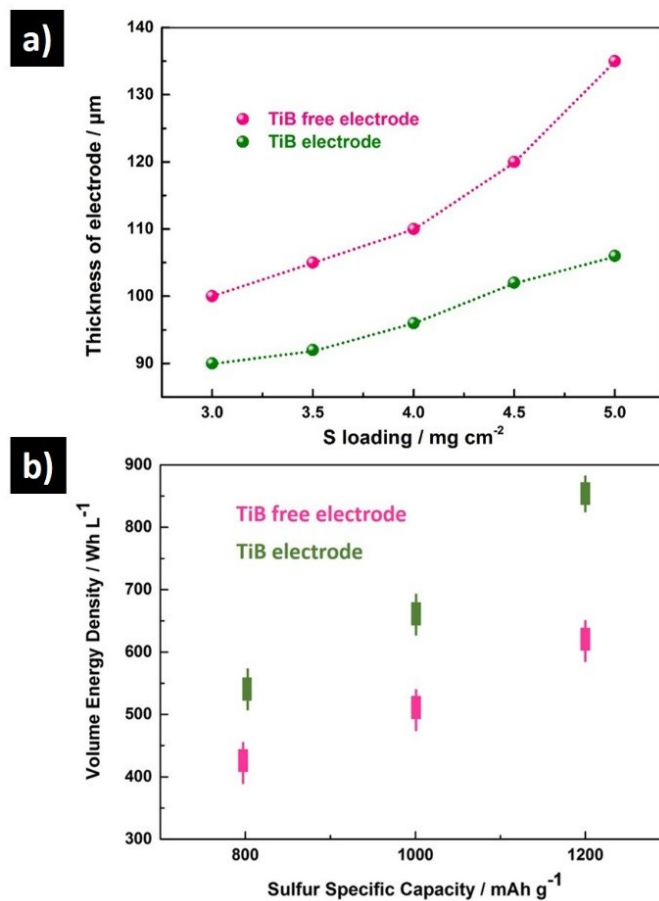 a)
140
130
120
110
100
90
Thickness of electrode / µm
TiB free electrode
TiB electrode
3.0 3.5 4.0 4.5 5.0
S loading / mg cm⁻²
b)
900
800
700
600
500
400
300
Volume Energy Density / Wh L⁻¹
TiB free electrode
TiB electrode
800 1000 1200
Sulfur Specific Capacity / mAh g⁻¹